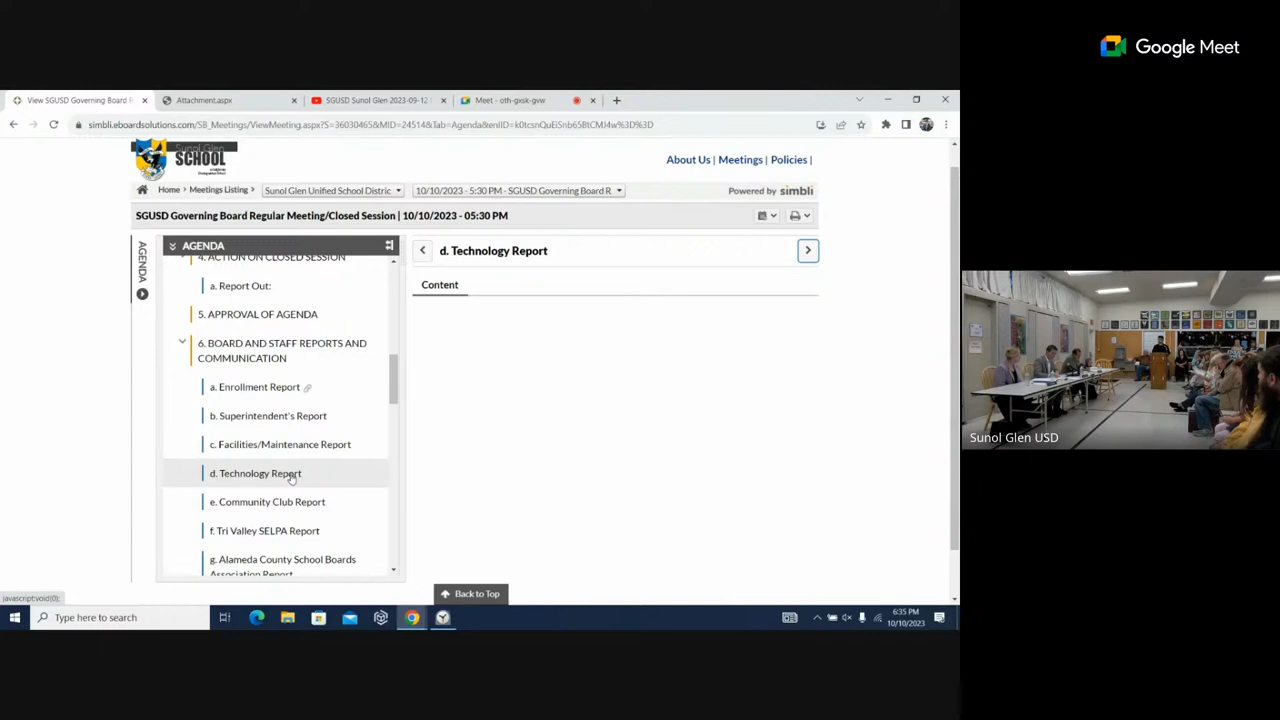 Google Meet
View SGUSD Governing Board R
Attachment.aspx
SGUSD Sunol Glen 2023-09-12
Meet - oth-gxsk-gvw
simbli.eboardsolutions.com/SB_Meetings/ViewMeeting.aspx?S=36030465&MID=24514&Tab=Agenda&enIID=k0tcsnQuEiSnb65BtCMJ4w%3D%3D
Sunol Glen
SCHOOL
About Us | Meetings | Policies |
Home > Meetings Listing >
Sunol Glen Unified School Distric
10/10/2023 - 5:30 PM - SGUSD Governing Board R
Powered by simbli
SGUSD Governing Board Regular Meeting/Closed Session | 10/10/2023 - 05:30 PM
AGENDA
AGENDA
4. ACTION ON CLOSED SESSION
a. Report Out:
5. APPROVAL OF AGENDA
6. BOARD AND STAFF REPORTS AND
COMMUNICATION
a. Enrollment Report
b. Superintendent's Report
c. Facilities/Maintenance Report
d. Technology Report
e. Community Club Report
f. Tri Valley SELPA Report
g. Alameda County School Boards
Association Report
d. Technology Report
Content
Back to Top
javascript:void(0);
Type here to search
6:35 PM
10/10/2023
Sunol Glen USD